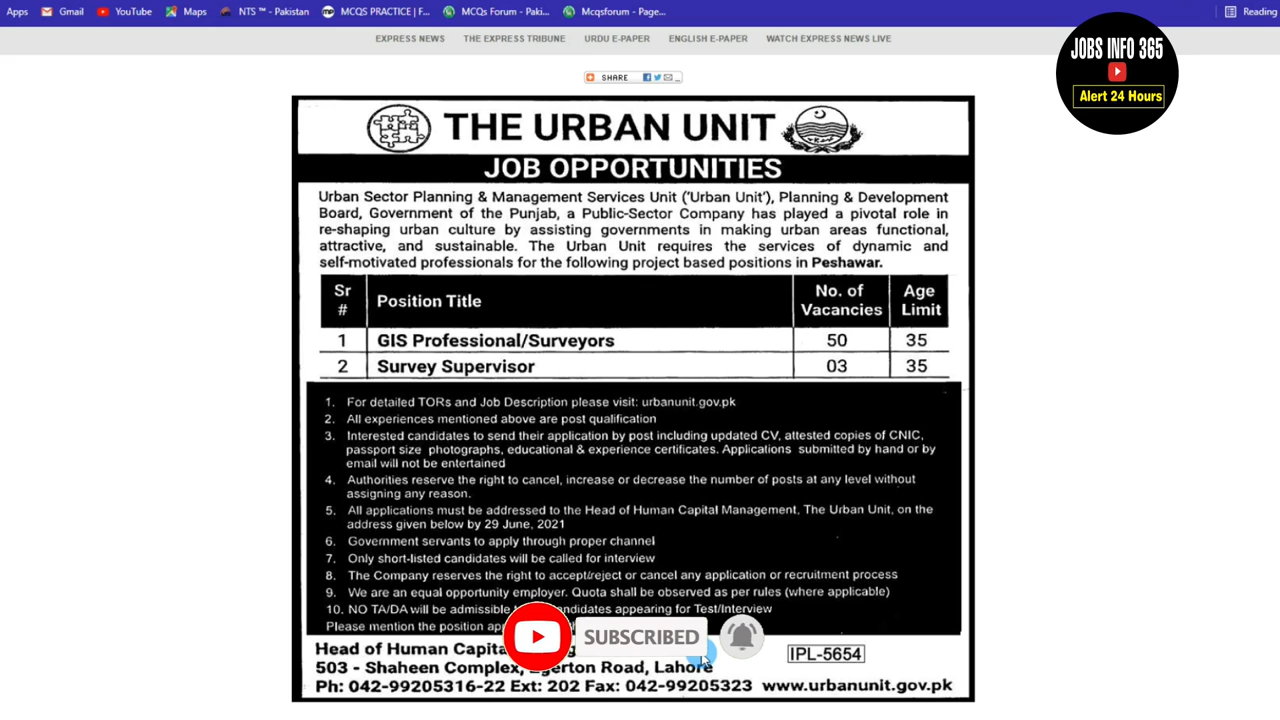 Apps Gmail YouTube Maps NTS ™ - Pakistan MCQS PRACTICE | F... MCQs Forum - Paki... Mcqsforum - Page... Reading
EXPRESS NEWS THE EXPRESS TRIBUNE URDU E-PAPER ENGLISH E-PAPER WATCH EXPRESS NEWS LIVE
JOBS INFO 365
Alert 24 Hours
SHARE
THE URBAN UNIT
JOB OPPORTUNITIES
Urban Sector Planning & Management Services Unit ('Urban Unit'), Planning & Development
Board, Government of the Punjab, a Public-Sector Company has played a pivotal role in
re-shaping urban culture by assisting governments in making urban areas functional,
attractive, and sustainable. The Urban Unit requires the services of dynamic and
self-motivated professionals for the following project based positions in Peshawar.
Sr # Position Title No. of Vacancies Age Limit
1 GIS Professional/Surveyors 50 35
2 Survey Supervisor 03 35
1. For detailed TORs and Job Description please visit: urbanunit.gov.pk
2. All experiences mentioned above are post qualification
3. Interested candidates to send their application by post including updated CV, attested copies of CNIC,
passport size photographs, educational & experience certificates. Applications submitted by hand or by
email will not be entertained
4. Authorities reserve the right to cancel, increase or decrease the number of posts at any level without
assigning any reason.
5. All applications must be addressed to the Head of Human Capital Management, The Urban Unit, on the
address given below by 29 June, 2021
6. Government servants to apply through proper channel
7. Only short-listed candidates will be called for interview
8. The Company reserves the right to accept/reject or cancel any application or recruitment process
9. We are an equal opportunity employer. Quota shall be observed as per rules (where applicable)
10. NO TA/DA will be admissible candidates appearing for Test/Interview
Please mention the position
SUBSCRIBED
Head of Human IPL-5654
503 - Shaheen Complex, Egerton Road, Lahore
Ph: 042-99205316-22 Ext: 202 Fax: 042-99205323 www.urbanunit.gov.pk